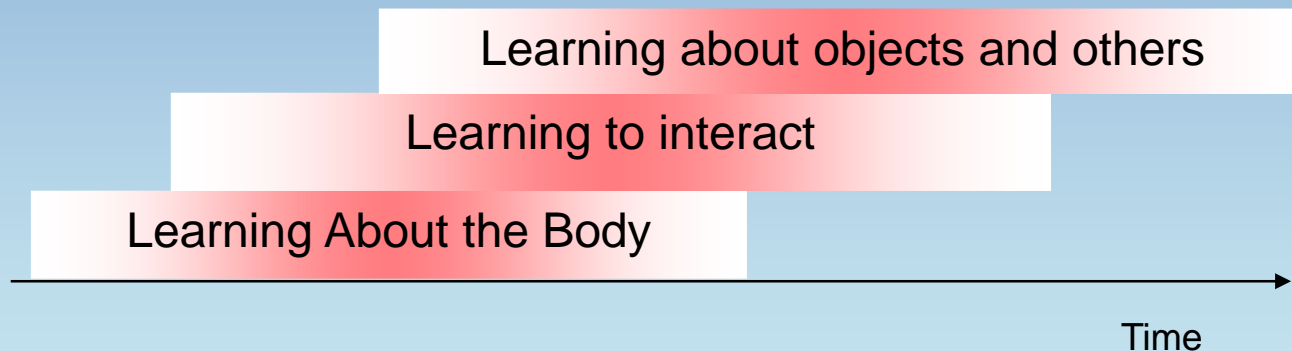 Learning about objects and others
Learning to interact
Learning About the Body
Time